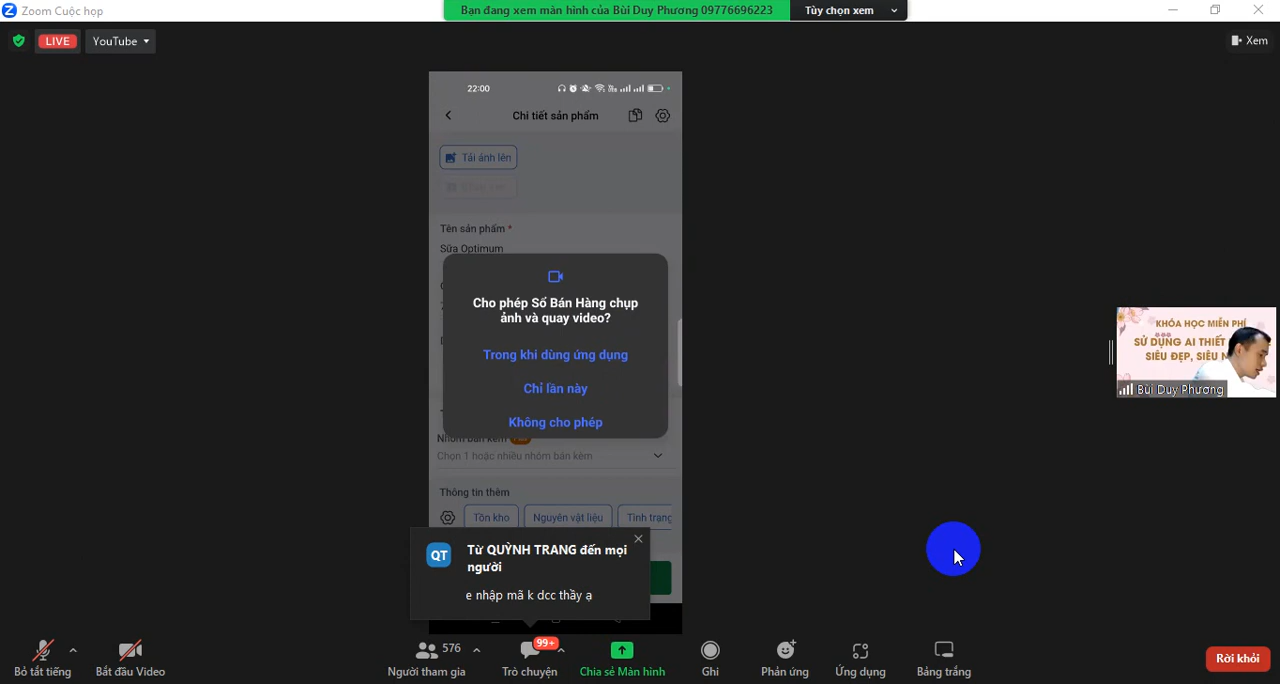 Zoom Cuộc họp
Bạn đang xem màn hình của Bùi Duy Phương 09776696223
Tùy chọn xem
LIVE
YouTube
Xem
22:00
Chi tiết sản phẩm
Tải ảnh lên
Tên sản phẩm *
Sữa Optimum
Cho phép Sổ Bán Hàng chụp
ảnh và quay video?
Trong khi dùng ứng dụng
Chỉ lần này
Không cho phép
Nhóm bán kèm
Chọn 1 hoặc nhiều nhóm bán kèm
Thông tin thêm
Tồn kho
Nguyên vật liệu
Tình trạng
QT
Từ QUỲNH TRANG đến mọi
người
e nhập mã k dcc thầy ạ
KHÓA HỌC MIỄN PHÍ
SỬ DỤNG AI THIẾT
SIÊU ĐẸP, SIÊU
Bùi Duy Phương
Bỏ tắt tiếng
Bắt đầu Video
576
Người tham gia
99+
Trò chuyện
Chia sẻ Màn hình
Ghi
Phản ứng
Ứng dụng
Bảng trắng
Rời khỏi